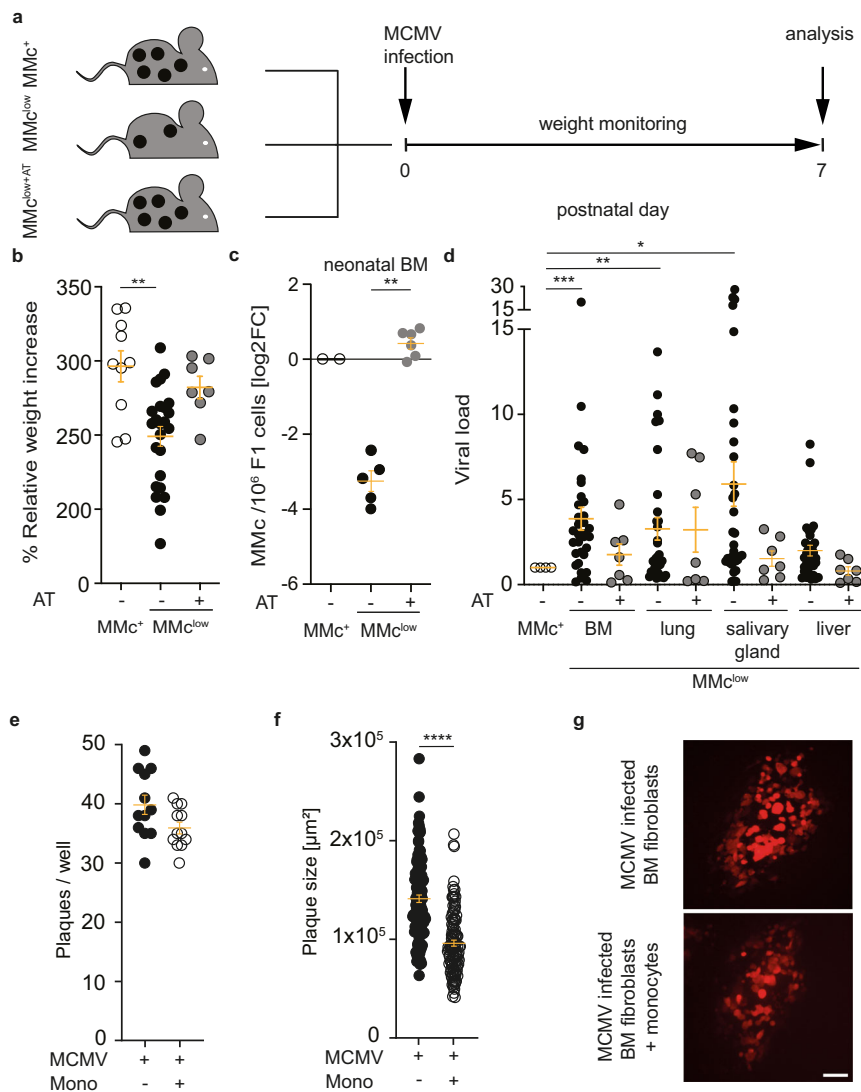 a
MMc⁺
MMcˡᵒʷ
MMcˡᵒʷ⁺ᴬᵀ
MCMV
infection
analysis
weight monitoring
0
7
postnatal day
b
**
% Relative weight increase
350
300
250
200
0
AT
-
-
+
MMc⁺
MMcˡᵒʷ
c
neonatal BM
**
MMc /10⁶ F1 cells [log2FC]
2
0
-2
-4
-6
AT
-
-
+
MMc⁺
MMcˡᵒʷ
d
*
**
***
Viral load
30
15
15
10
5
0
AT
-
-
+
-
+
-
+
-
+
MMc⁺
BM
lung
salivary
gland
liver
MMcˡᵒʷ
e
Plaques / well
50
40
30
20
10
0
MCMV
+
+
Mono
-
+
f
****
Plaque size [µm²]
3x10⁵
2x10⁵
1x10⁵
0
MCMV
+
+
Mono
-
+
g
MCMV infected
BM fibroblasts
MCMV infected
BM fibroblasts
+ monocytes